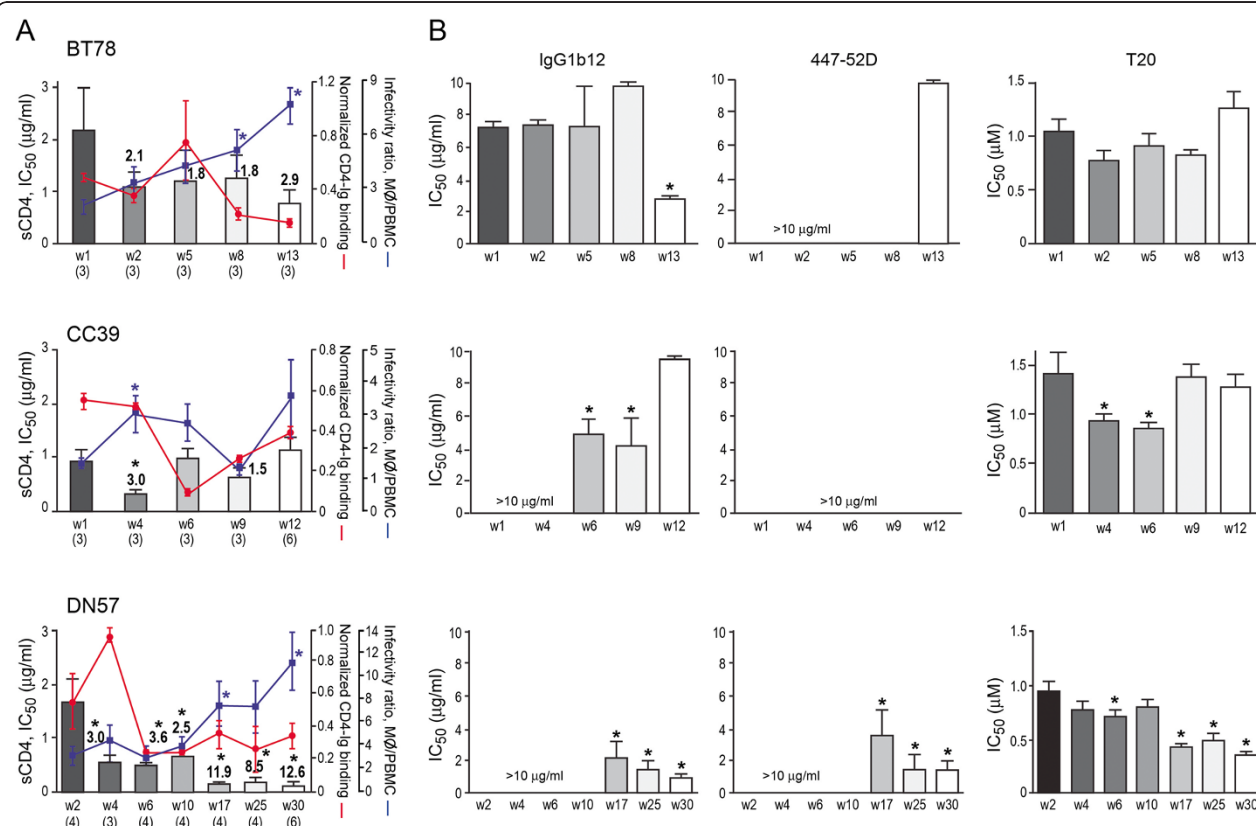 A
B
BT78
IgG1b12
447-52D
T20
sCD4, IC50 (µg/ml)
3
2
1
0
2.1
1.8
*
1.8
*
2.9
1.2
0.8
0.4
0
Normalized CD4-Ig binding
9
6
3
0
Infectivity ratio, MØ/PBMC
w1 w2 w5 w8 w13
(3) (3) (3) (3) (3)
IC50 (µg/ml)
10
8
6
4
2
0
*
w1 w2 w5 w8 w13
IC50 (µg/ml)
10
8
6
4
2
0
>10 µg/ml
w1 w2 w5 w8 w13
IC50 (µM)
1.5
1.0
0.5
0
w1 w2 w5 w8 w13
CC39
sCD4, IC50 (µg/ml)
3
2
1
0
*
*
3.0
1.5
0.8
0.6
0.4
0.2
0
Normalized CD4-Ig binding
5
4
3
2
1
0
Infectivity ratio, MØ/PBMC
w1 w4 w6 w9 w12
(3) (3) (3) (3) (6)
IC50 (µg/ml)
10
8
6
4
2
0
>10 µg/ml
* *
w1 w4 w6 w9 w12
IC50 (µg/ml)
10
8
6
4
2
0
>10 µg/ml
w1 w4 w6 w9 w12
IC50 (µM)
1.5
1.0
0.5
0
* *
w1 w4 w6 w9 w12
DN57
sCD4, IC50 (µg/ml)
3
2
1
0
* 3.0
* 3.6
* 2.5
*
* 11.9
* 8.5
*
* 12.6
1.0
0.8
0.6
0.4
0.2
0
Normalized CD4-Ig binding
14
12
10
8
6
4
2
0
Infectivity ratio, MØ/PBMC
w2 w4 w6 w10 w17 w25 w30
(4) (3) (4) (4) (4) (4) (6)
IC50 (µg/ml)
10
8
6
4
2
0
>10 µg/ml
* * *
w2 w4 w6 w10 w17 w25 w30
IC50 (µg/ml)
10
8
6
4
2
0
>10 µg/ml
* * *
w2 w4 w6 w10 w17 w25 w30
IC50 (µM)
1.5
1.0
0.5
0
* * * *
w2 w4 w6 w10 w17 w25 w30